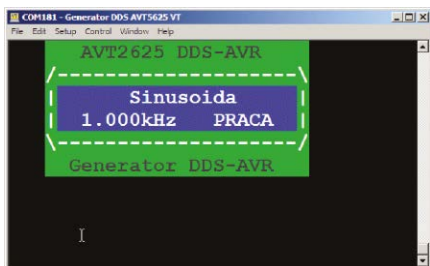 COM181 - Generator DDS AVT5625 VT
File Edit Setup Control Window Help
AVT2625 DDS-AVR
/--------------------\
| Sinusoida |
| 1.000kHz PRACA |
\--------------------/
Generator DDS-AVR